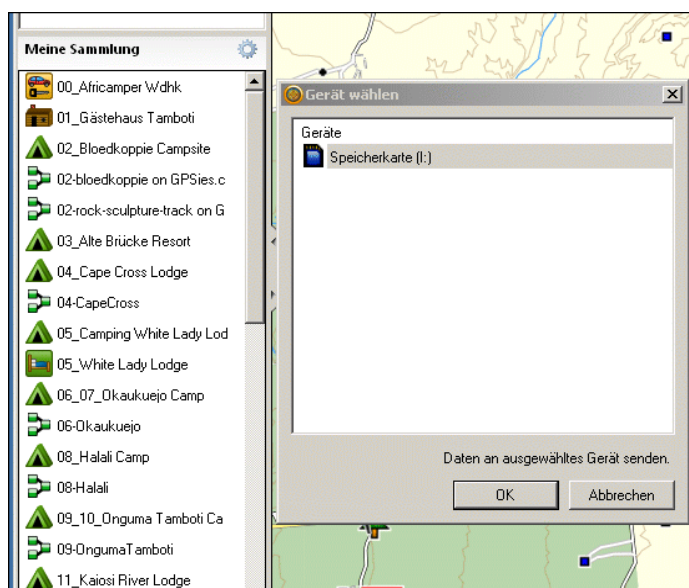 Meine Sammlung
00_Africamper Wdhk
01_Gästehaus Tamboti
02_Bloedkoppie Campsite
02-bloedkoppie on GPSies.c
02-rock-sculpture-track on G
03_Alte Brücke Resort
04_Cape Cross Lodge
04-CapeCross
05_Camping White Lady Lod
05_White Lady Lodge
06_07_Okaukuejo Camp
06-Okaukuejo
08_Halali Camp
08-Halali
09_10_Onguma Tamboti Ca
09-OngumaTamboti
11_Kaiosi River Lodge
Gerät wählen
Geräte
Speicherkarte (I:)
Daten an ausgewähltes Gerät senden.
OK
Abbrechen